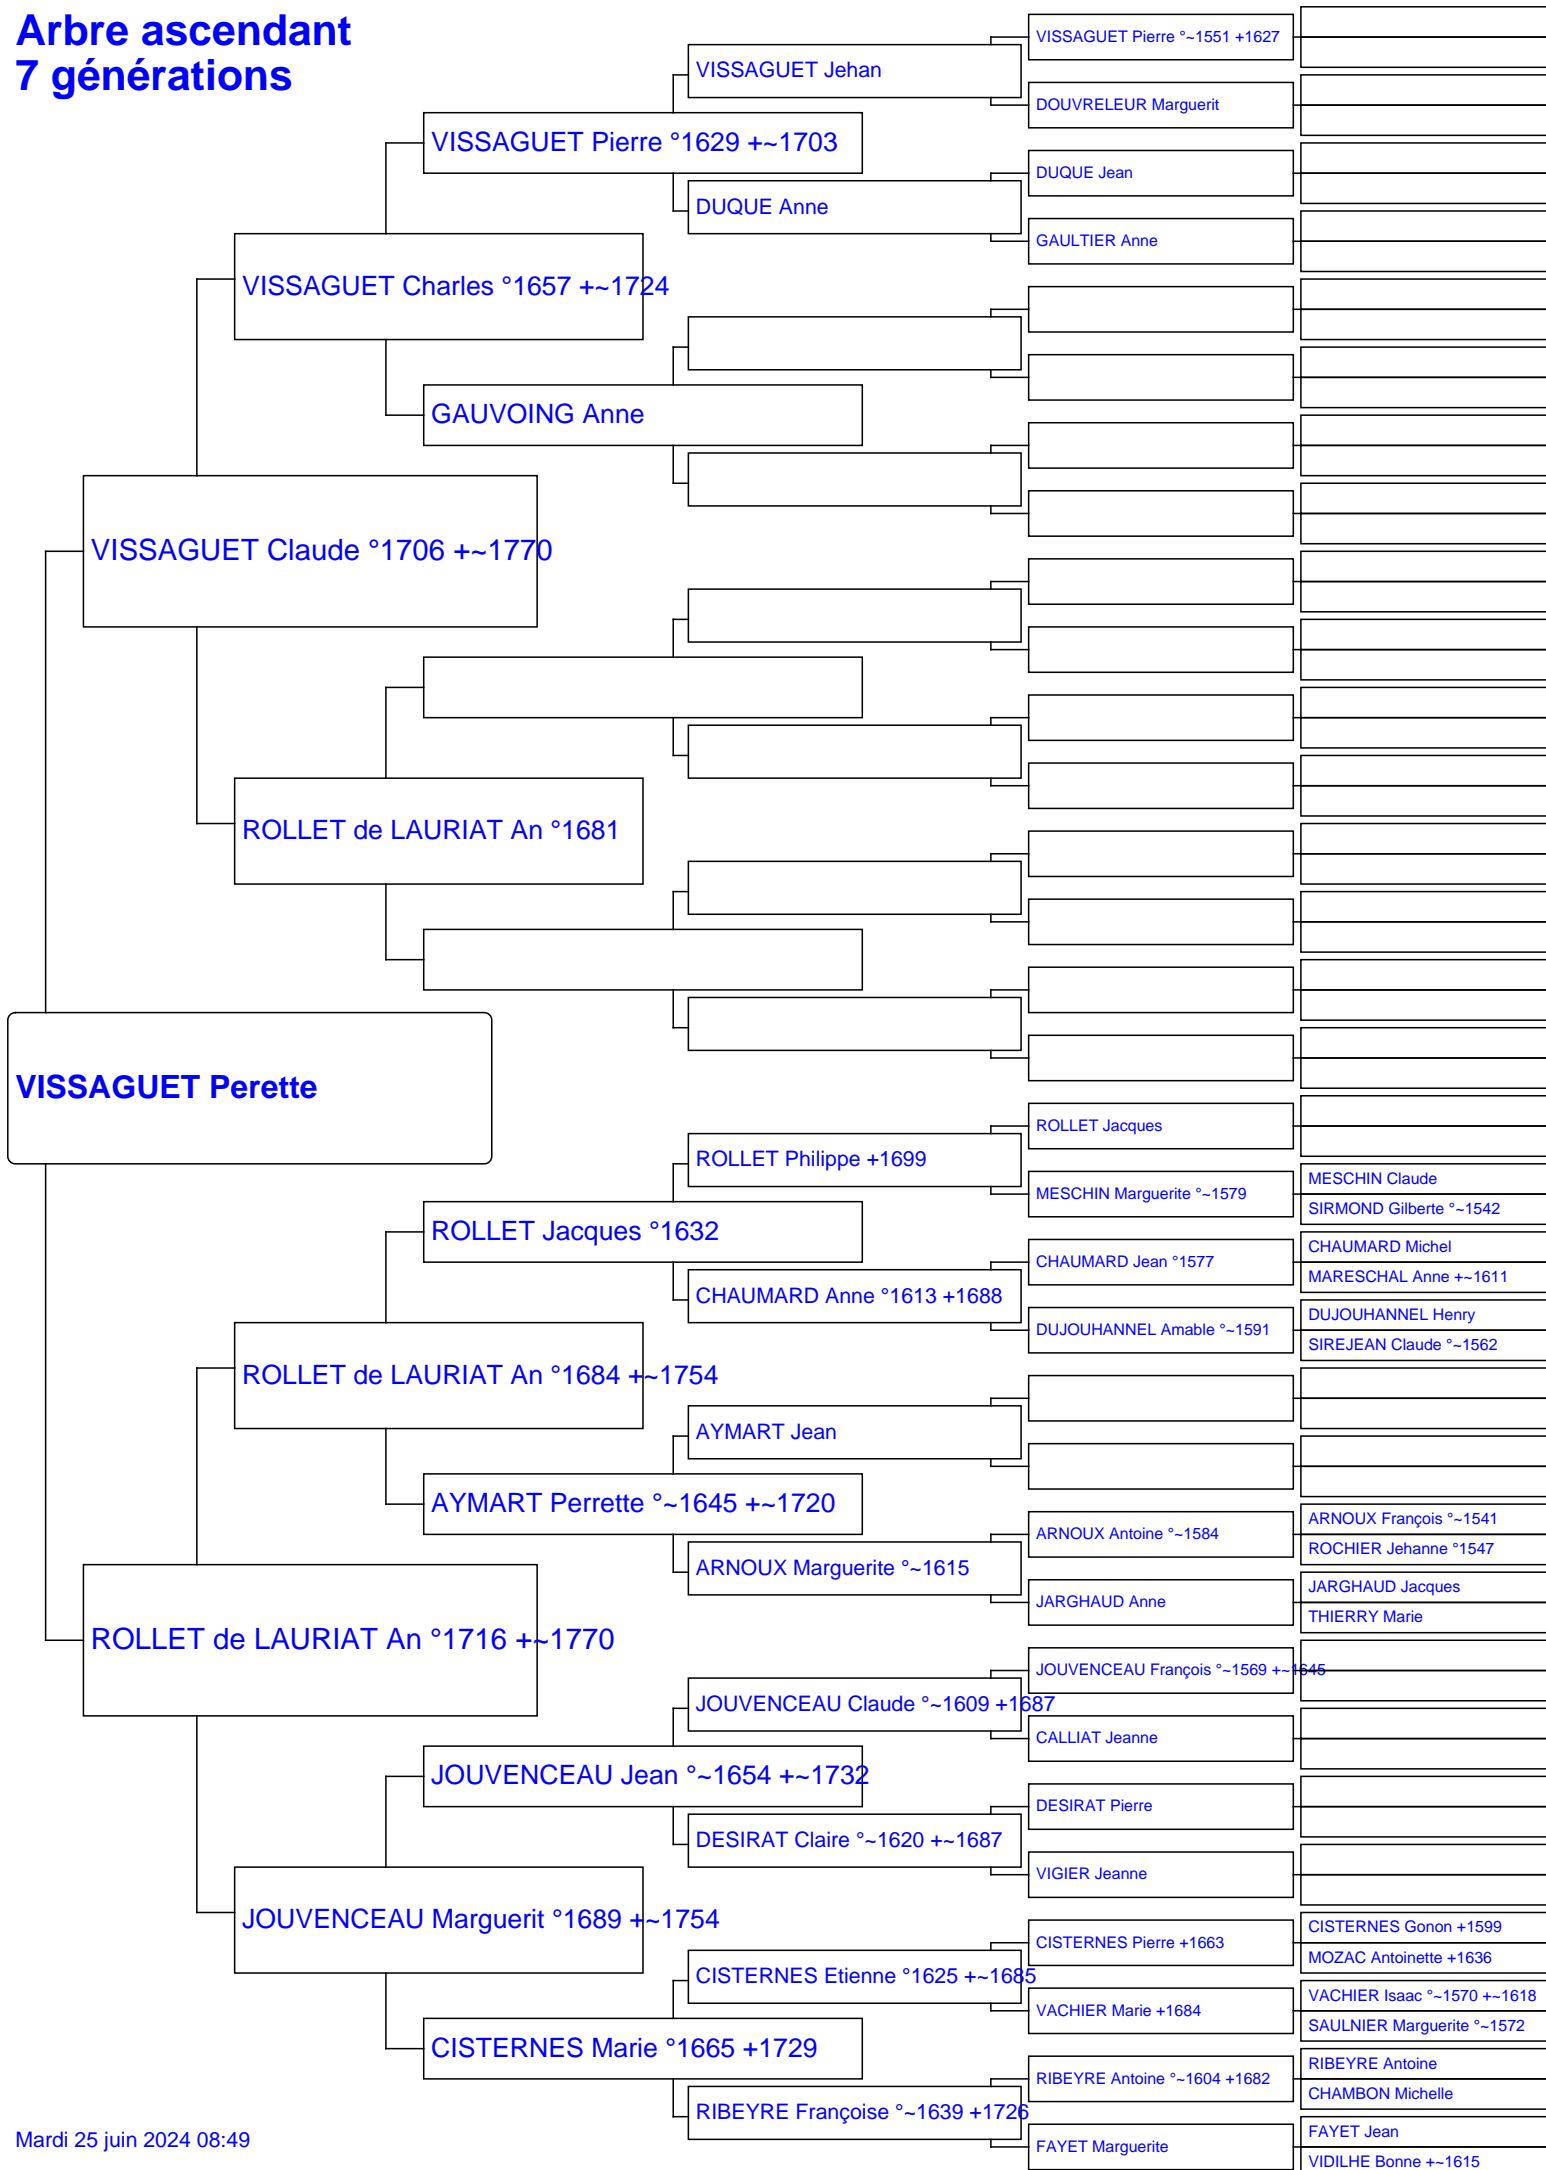 Arbre ascendant
7 générations
VISSAGUET Pierre °~1551 +1627
VISSAGUET Jehan
DOUVRELEUR Marguerit
VISSAGUET Pierre °1629 +~1703
DUQUE Jean
DUQUE Anne
GAULTIER Anne
VISSAGUET Charles °1657 +~1724
GAUVOING Anne
VISSAGUET Claude °1706 +~1770
ROLLET de LAURIAT An °1681
VISSAGUET Perette
ROLLET Jacques
ROLLET Philippe +1699
MESCHIN Claude
MESCHIN Marguerite °~1579
SIRMOND Gilberte °~1542
ROLLET Jacques °1632
CHAUMARD Michel
CHAUMARD Jean °1577
MARESCHAL Anne +~1611
CHAUMARD Anne °1613 +1688
DUJOUHANNEL Henry
DUJOUHANNEL Amable °~1591
SIREJEAN Claude °~1562
ROLLET de LAURIAT An °1684 +~1754
AYMART Jean
AYMART Perrette °~1645 +~1720
ARNOUX François °~1541
ARNOUX Antoine °~1584
ROCHIER Jehanne °1547
ARNOUX Marguerite °~1615
JARGHAUD Jacques
JARGHAUD Anne
THIERRY Marie
ROLLET de LAURIAT An °1716 +~1770
JOUVENCEAU François °~1569 +~1645
JOUVENCEAU Claude °~1609 +1687
CALLIAT Jeanne
JOUVENCEAU Jean °~1654 +~1732
DESIRAT Pierre
DESIRAT Claire °~1620 +~1687
VIGIER Jeanne
JOUVENCEAU Marguerit °1689 +~1754
CISTERNES Gonon +1599
CISTERNES Pierre +1663
MOZAC Antoinette +1636
CISTERNES Etienne °1625 +~1685
VACHIER Isaac °~1570 +~1618
VACHIER Marie +1684
SAULNIER Marguerite °~1572
CISTERNES Marie °1665 +1729
RIBEYRE Antoine
RIBEYRE Antoine °~1604 +1682
CHAMBON Michelle
RIBEYRE Françoise °~1639 +1726
FAYET Jean
FAYET Marguerite
VIDILHE Bonne +~1615
Mardi 25 juin 2024 08:49